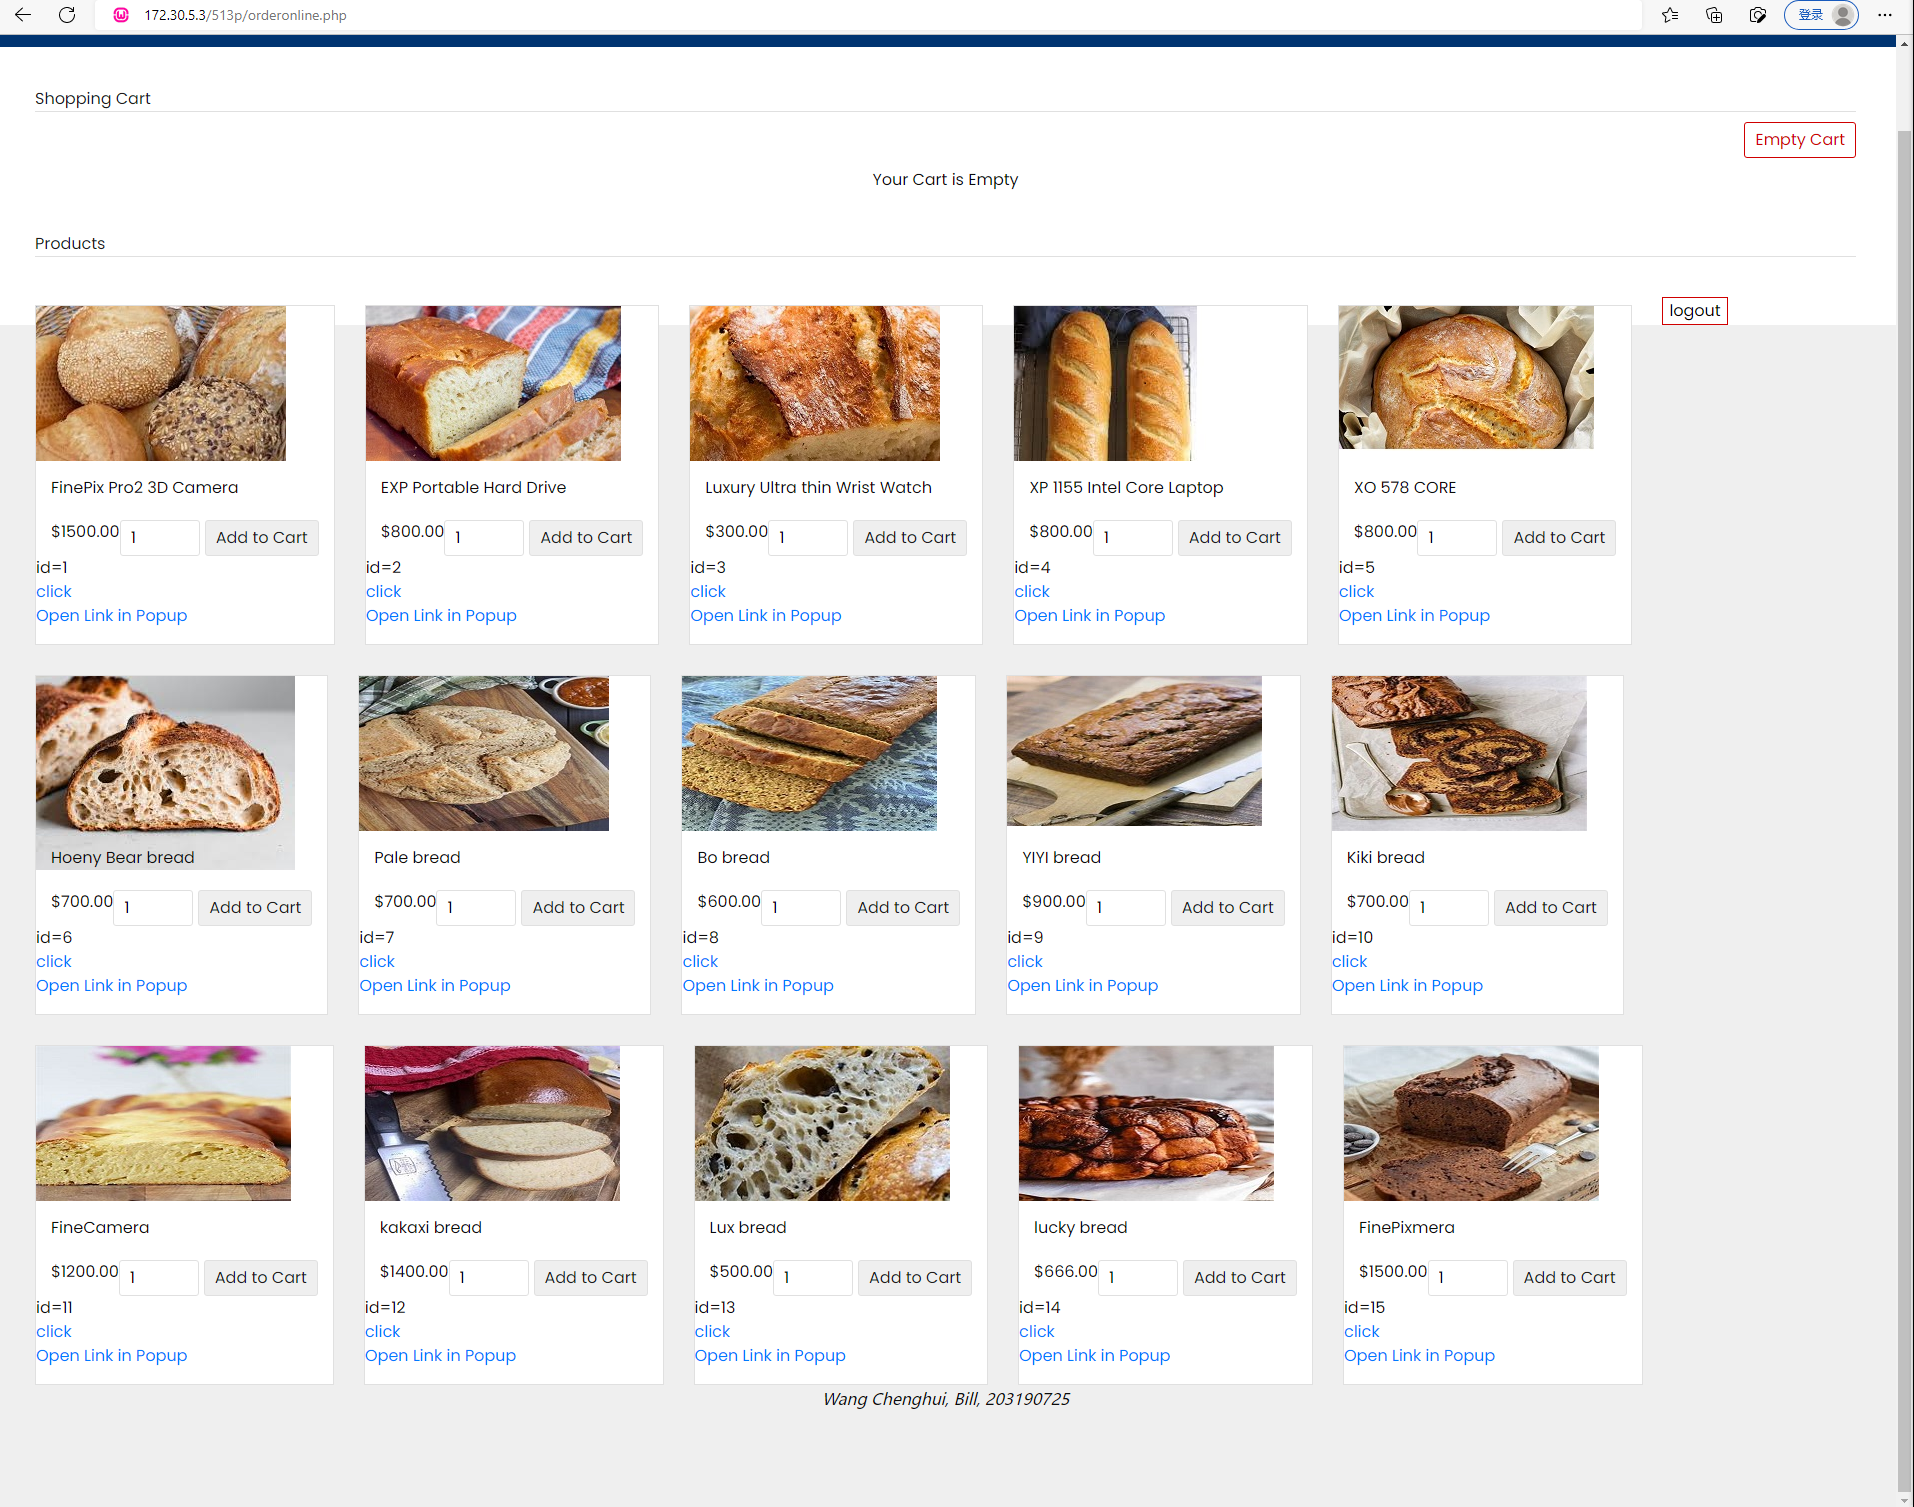 172.30.5.3/513p/orderonline.php
登录
Shopping Cart
Empty Cart
Your Cart is Empty
Products
logout
FinePix Pro2 3D Camera
$1500.00 1 Add to Cart
id=1
click
Open Link in Popup
EXP Portable Hard Drive
$800.00 1 Add to Cart
id=2
click
Open Link in Popup
Luxury Ultra thin Wrist Watch
$300.00 1 Add to Cart
id=3
click
Open Link in Popup
XP 1155 Intel Core Laptop
$800.00 1 Add to Cart
id=4
click
Open Link in Popup
XO 578 CORE
$800.00 1 Add to Cart
id=5
click
Open Link in Popup
Hoeny Bear bread
$700.00 1 Add to Cart
id=6
click
Open Link in Popup
Pale bread
$700.00 1 Add to Cart
id=7
click
Open Link in Popup
Bo bread
$600.00 1 Add to Cart
id=8
click
Open Link in Popup
YIYI bread
$900.00 1 Add to Cart
id=9
click
Open Link in Popup
Kiki bread
$700.00 1 Add to Cart
id=10
click
Open Link in Popup
FineCamera
$1200.00 1 Add to Cart
id=11
click
Open Link in Popup
kakaxi bread
$1400.00 1 Add to Cart
id=12
click
Open Link in Popup
Lux bread
$500.00 1 Add to Cart
id=13
click
Open Link in Popup
lucky bread
$666.00 1 Add to Cart
id=14
click
Open Link in Popup
FinePixmera
$1500.00 1 Add to Cart
id=15
click
Open Link in Popup
Wang Chenghui, Bill, 203190725